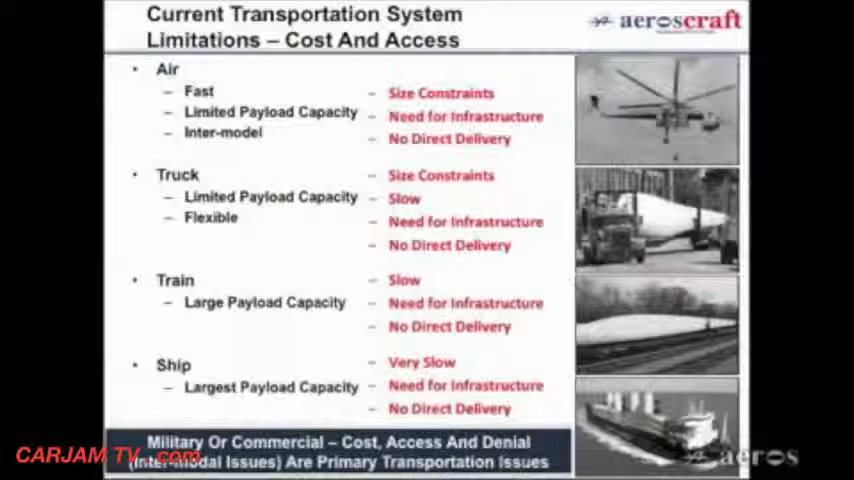 Current Transportation System
Limitations – Cost And Access
aeroscraft
• Air
– Fast
– Limited Payload Capacity
– Inter-model
– Size Constraints
– Need for Infrastructure
– No Direct Delivery
• Truck
– Limited Payload Capacity
– Flexible
– Size Constraints
– Slow
– Need for Infrastructure
– No Direct Delivery
• Train
– Large Payload Capacity
– Slow
– Need for Infrastructure
– No Direct Delivery
• Ship
– Largest Payload Capacity
– Very Slow
– Need for Infrastructure
– No Direct Delivery
Military Or Commercial – Cost, Access And Denial
(Inter-Modal Issues) Are Primary Transportation Issues
CARJAM TV . com
aeros